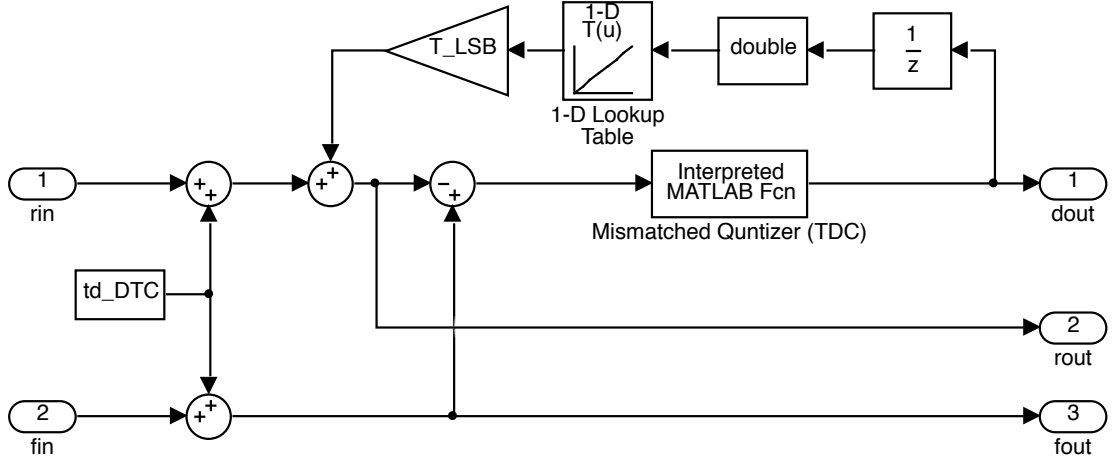 1-D
T(u)
T_LSB
double
1
z
1-D Lookup
Table
1
rin
+
+
+
+
−
+
Interpreted
MATLAB Fcn
Mismatched Quntizer (TDC)
1
dout
td_DTC
2
rout
2
fin
+
+
3
fout